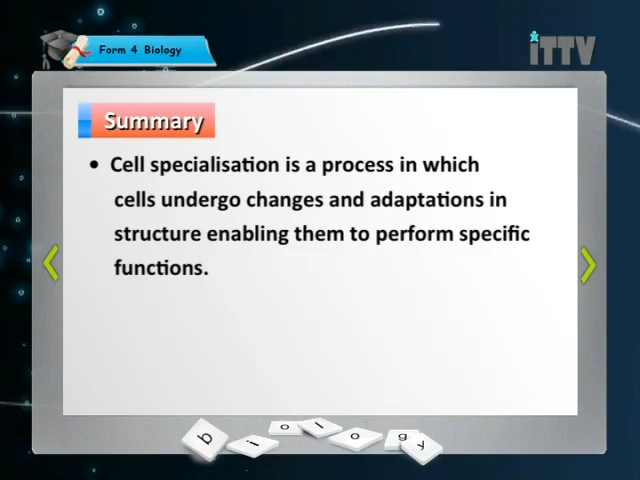 Form 4 Biology
iTTV
Summary
• Cell specialisation is a process in which
cells undergo changes and adaptations in
structure enabling them to perform specific
functions.
b i o l o g y